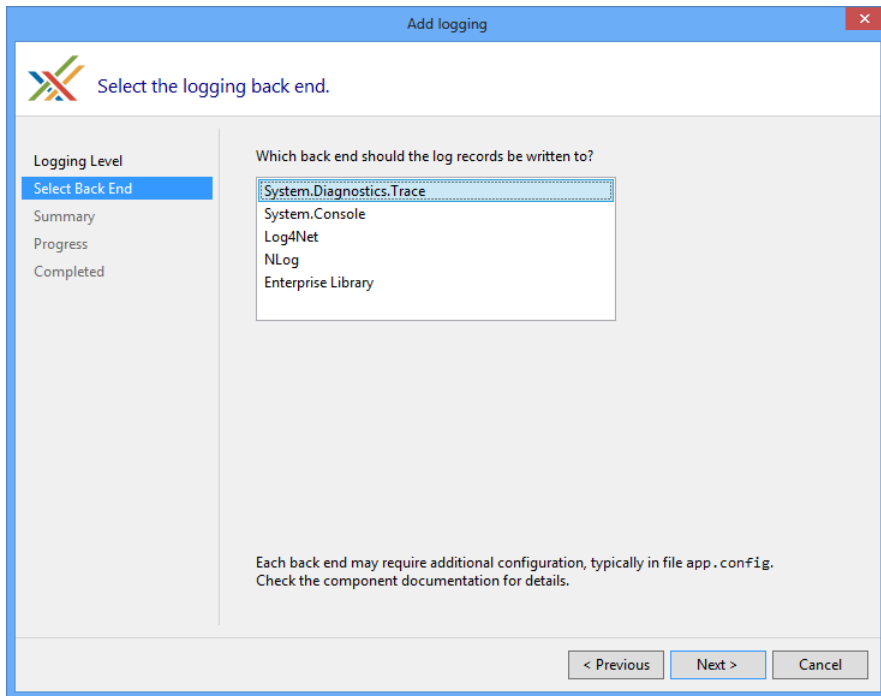 Add logging
Select the logging back end.
Logging Level
Select Back End
Summary
Progress
Completed
Which back end should the log records be written to?
System.Diagnostics.Trace
System.Console
Log4Net
NLog
Enterprise Library
Each back end may require additional configuration, typically in file app.config.
Check the component documentation for details.
< Previous
Next >
Cancel